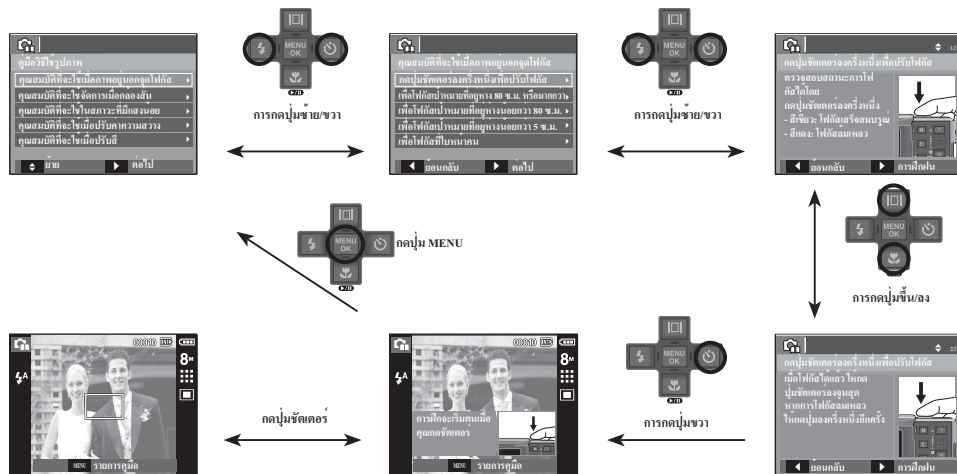 คู่มือวิธีใช้รูปภาพ
คุณสมบัติที่จะใช้เมื่อภาพอยู่นอกจุดโฟกัส
คุณสมบัติที่จะใช้จัดการเมื่อกล้องสั่น
คุณสมบัติที่จะใช้ในสภาวะที่มีแสงน้อย
คุณสมบัติที่จะใช้เมื่อปรับค่าความสว่าง
คุณสมบัติที่จะใช้เมื่อปรับสี
ย้าย
ต่อไป
MENU
OK
การกดปุ่มซ้าย/ขวา
คุณสมบัติที่จะใช้เมื่อภาพอยู่นอกจุดโฟกัส
กดปุ่มชัตเตอร์ลงครึ่งหนึ่งเพื่อปรับโฟกัส
เพื่อโฟกัสเป้าหมายที่อยู่ห่าง 80 ซ.ม. หรือมากกว่า
เพื่อโฟกัสเป้าหมายที่อยู่ห่างน้อยกว่า 80 ซ.ม.
เพื่อโฟกัสเป้าหมายที่อยู่ห่างน้อยกว่า 5 ซ.ม.
เพื่อโฟกัสที่ใบหน้าคน
ย้อนกลับ
ต่อไป
MENU
OK
การกดปุ่มซ้าย/ขวา
1/2
กดปุ่มชัตเตอร์ลงครึ่งหนึ่งเพื่อปรับโฟกัส
ตรวจสอบสถานะการโฟ
กัสได้โดย
กดปุ่มชัตเตอร์ลงครึ่งหนึ่ง
- สีเขียว: โฟกัสเสร็จสมบูรณ์
- สีแดง: โฟกัสล้มเหลว
ย้อนกลับ
การฝึกฝน
MENU
OK
กดปุ่ม MENU
MENU
OK
การกดปุ่มขึ้น/ลง
00010
8M
MENU รายการคู่มือ
กดปุ่มชัตเตอร์
00010
8M
การฝึกจะเริ่มต้นเมื่อ
คุณกดชัตเตอร์
MENU รายการคู่มือ
MENU
OK
การกดปุ่มขวา
2/2
กดปุ่มชัตเตอร์ลงครึ่งหนึ่งเพื่อปรับโฟกัส
เมื่อโฟกัสได้แล้ว ให้กด
ปุ่มชัตเตอร์ลงจนสุด
หากการโฟกัสล้มเหลว
ให้กดปุ่มลงครึ่งหนึ่งอีกครั้ง
ย้อนกลับ
การฝึกฝน